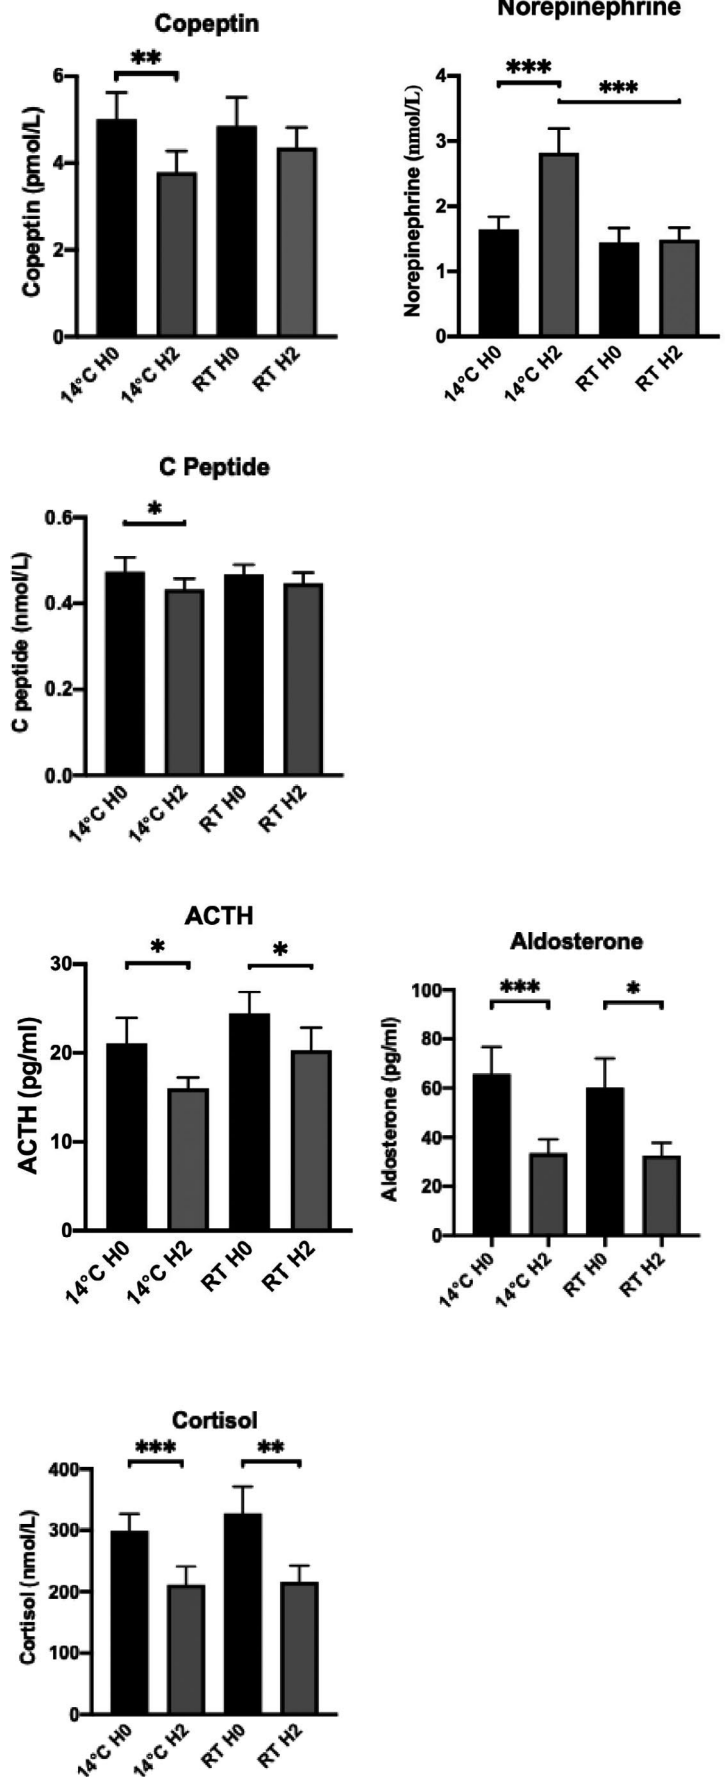 Copeptin
**
Copeptin (pmol/L)
6
4
2
0
14°C H0
14°C H2
RT H0
RT H2
Norepinephrine
***
***
Norepinephrine (nmol/L)
4
3
2
1
0
14°C H0
14°C H2
RT H0
RT H2
C Peptide
*
C peptide (nmol/L)
0.6
0.4
0.2
0.0
14°C H0
14°C H2
RT H0
RT H2
ACTH
*
*
ACTH (pg/ml)
30
20
10
0
14°C H0
14°C H2
RT H0
RT H2
Aldosterone
***
*
Aldosterone (pg/ml)
100
80
60
40
20
0
14°C H0
14°C H2
RT H0
RT H2
Cortisol
***
**
Cortisol (nmol/L)
400
300
200
100
0
14°C H0
14°C H2
RT H0
RT H2